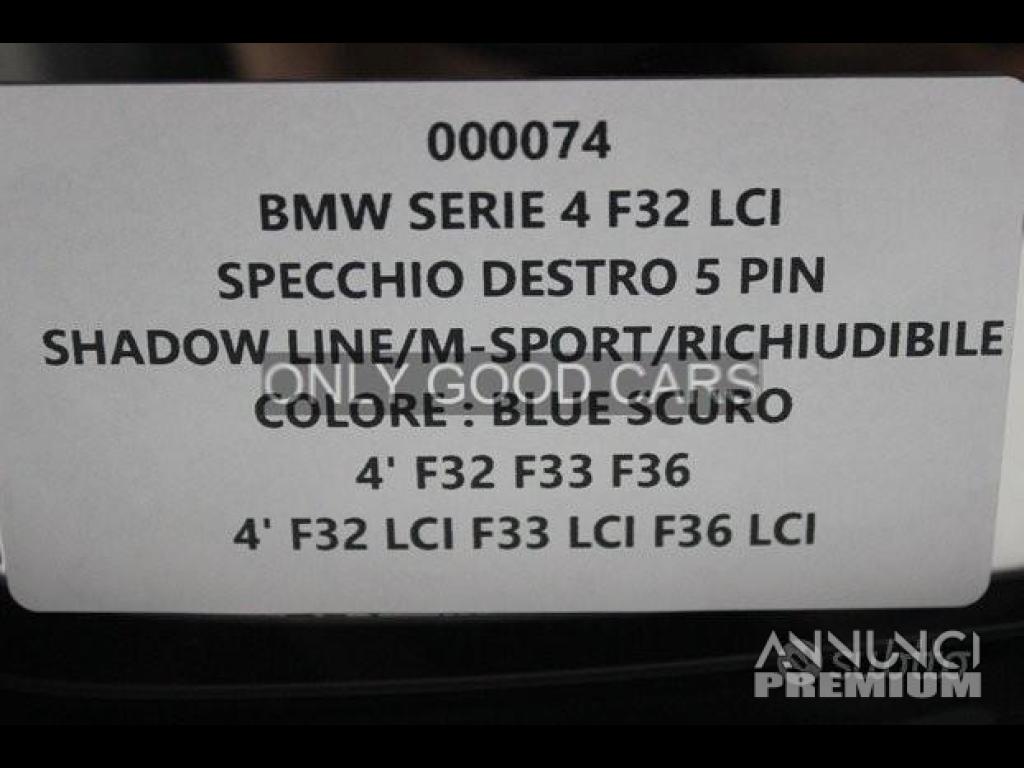 000074
BMW SERIE 4 F32 LCI
SPECCHIO DESTRO 5 PIN
SHADOW LINE/M-SPORT/RICHIUDIBILE
ONLY GOOD CARS
COLORE : BLUE SCURO
4' F32 F33 F36
4' F32 LCI F33 LCI F36 LCI
ANNUNCI
PREMIUM